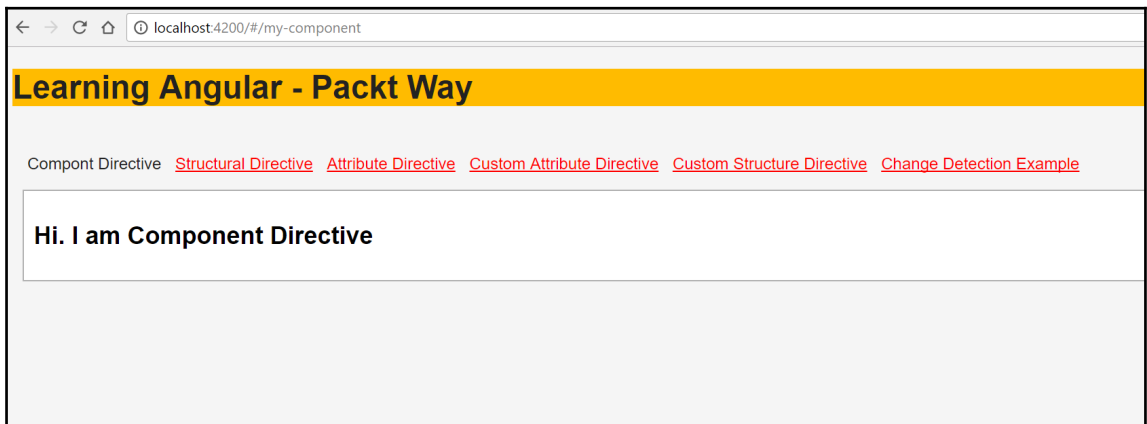 localhost:4200/#/my-component
Learning Angular - Packt Way
Compont Directive Structural Directive Attribute Directive Custom Attribute Directive Custom Structure Directive Change Detection Example
Hi. I am Component Directive